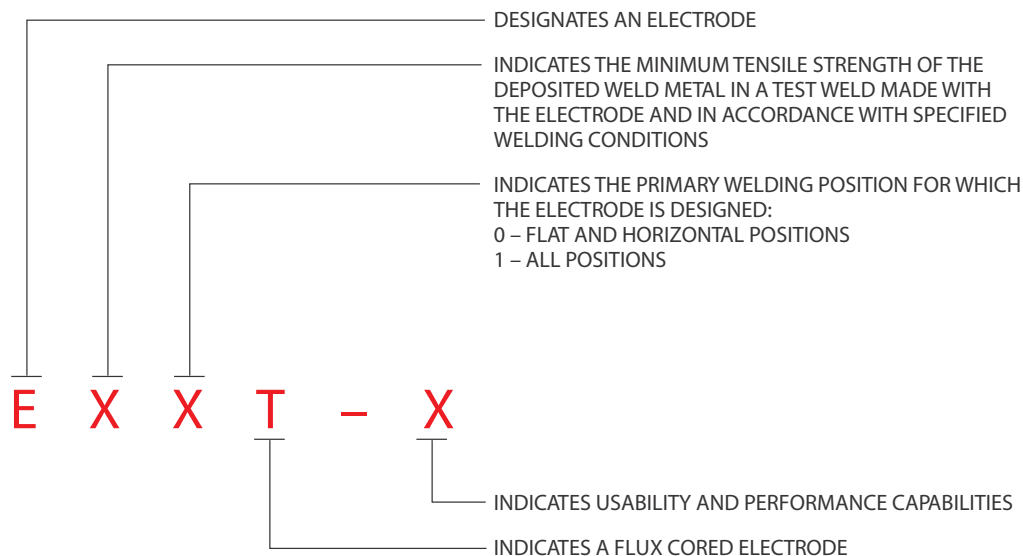 DESIGNATES AN ELECTRODE
INDICATES THE MINIMUM TENSILE STRENGTH OF THE
DEPOSITED WELD METAL IN A TEST WELD MADE WITH
THE ELECTRODE AND IN ACCORDANCE WITH SPECIFIED
WELDING CONDITIONS
INDICATES THE PRIMARY WELDING POSITION FOR WHICH
THE ELECTRODE IS DESIGNED:
0 – FLAT AND HORIZONTAL POSITIONS
1 – ALL POSITIONS
E X X T – X
INDICATES USABILITY AND PERFORMANCE CAPABILITIES
INDICATES A FLUX CORED ELECTRODE